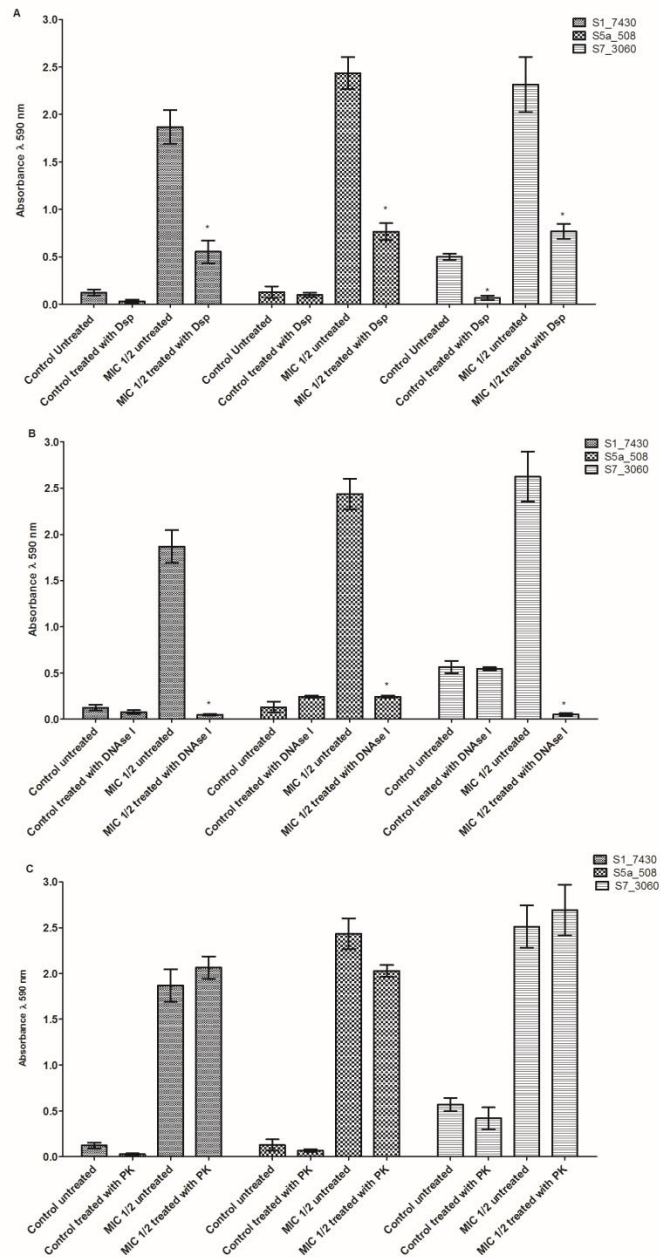 A
3.0
2.5
2.0
1.5
1.0
0.5
0.0
Absorbance λ 590 nm
S1_7430
S5a_508
S7_3060
*
*
*
*
Control Untreated
Control treated with Dsp
MIC 1/2 untreated
MIC 1/2 treated with Dsp
Control Untreated
Control treated with Dsp
MIC 1/2 untreated
MIC 1/2 treated with Dsp
Control Untreated
Control treated with Dsp
MIC 1/2 untreated
MIC 1/2 treated with Dsp
B
3.0
2.5
2.0
1.5
1.0
0.5
0.0
Absorbance λ 590 nm
S1_7430
S5a_508
S7_3060
*
*
*
Control untreated
Control treated with DNAse I
MIC 1/2 untreated
MIC 1/2 treated with DNAse I
Control untreated
Control treated with DNAse I
MIC 1/2 untreated
MIC 1/2 treated with DNAse I
Control untreated
Control treated with DNAse I
MIC 1/2 untreated
MIC 1/2 treated with DNAse I
C
3.0
2.5
2.0
1.5
1.0
0.5
0.0
Absorbance λ 590 nm
S1_7430
S5a_508
S7_3060
Control untreated
Control treated with PK
MIC 1/2 untreated
MIC 1/2 treated with PK
Control untreated
Control treated with PK
MIC 1/2 untreated
MIC 1/2 treated with PK
Control untreated
Control treated with PK
MIC 1/2 untreated
MIC 1/2 treated with PK